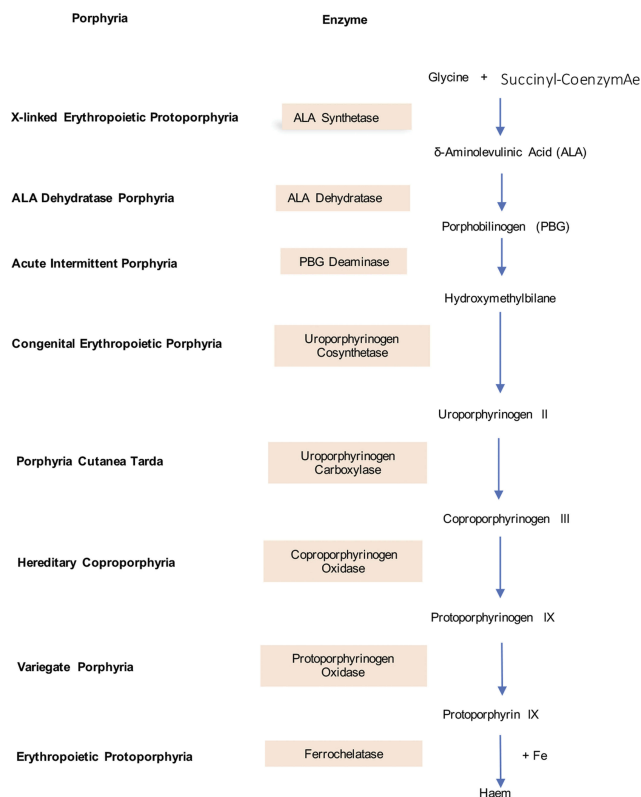 Porphyria Enzyme
Glycine + Succinyl-CoenzymAe
X-linked Erythropoietic Protoporphyria
ALA Synthetase
δ-Aminolevulinic Acid (ALA)
ALA Dehydratase Porphyria
ALA Dehydratase
Porphobilinogen (PBG)
Acute Intermittent Porphyria
PBG Deaminase
Hydroxymethylbilane
Congenital Erythropoietic Porphyria
Uroporphyrinogen
Cosynthetase
Uroporphyrinogen II
Porphyria Cutanea Tarda
Uroporphyrinogen
Carboxylase
Coproporphyrinogen III
Hereditary Coproporphyria
Coproporphyrinogen
Oxidase
Protoporphyrinogen IX
Variegate Porphyria
Protoporphyrinogen
Oxidase
Protoporphyrin IX
Erythropoietic Protoporphyria
Ferrochelatase
+ Fe
Haem